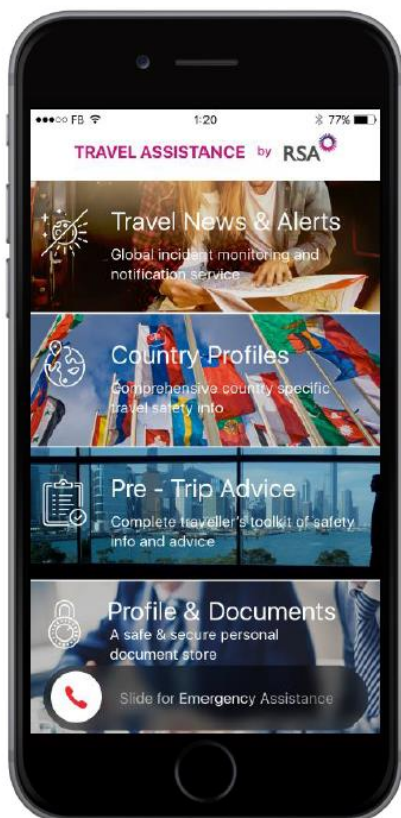 FB 1:20 77%
TRAVEL ASSISTANCE by RSA
Travel News & Alerts
Global incident monitoring and
notification service
Country Profiles
Comprehensive country specific
travel safety info
Pre - Trip Advice
Complete traveller's toolkit of safety
info and advice
Profile & Documents
A safe & secure personal
document store
Slide for Emergency Assistance